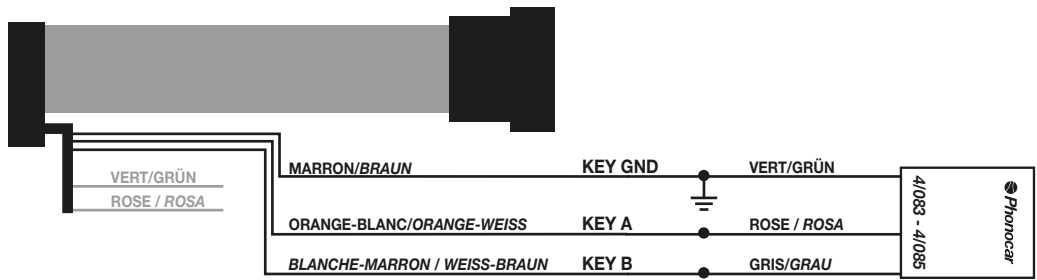 MARRON/BRAUN KEY GND VERT/GRÜN
VERT/GRÜN
ROSE / ROSA
ORANGE-BLANC/ORANGE-WEISS KEY A ROSE / ROSA
BLANCHE-MARRON / WEISS-BRAUN KEY B GRIS/GRAU
4/083 - 4/085
Phonocar